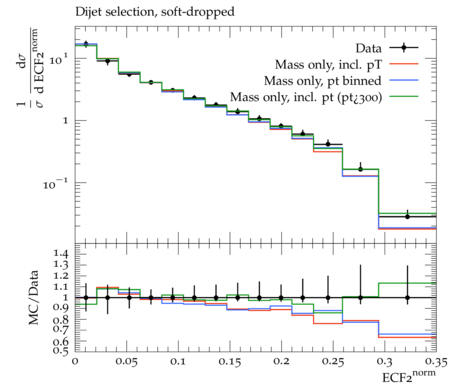 Dijet selection, soft-dropped
1/σ dσ/d ECF2^norm
10^1
1
10^−1
Data
Mass only, incl. pT
Mass only, pt binned
Mass only, incl. pt (pt¿300)
MC/Data
1.4
1.3
1.2
1.1
1
0.9
0.8
0.7
0.6
0.5
0 0.05 0.1 0.15 0.2 0.25 0.3 0.35
ECF2^norm